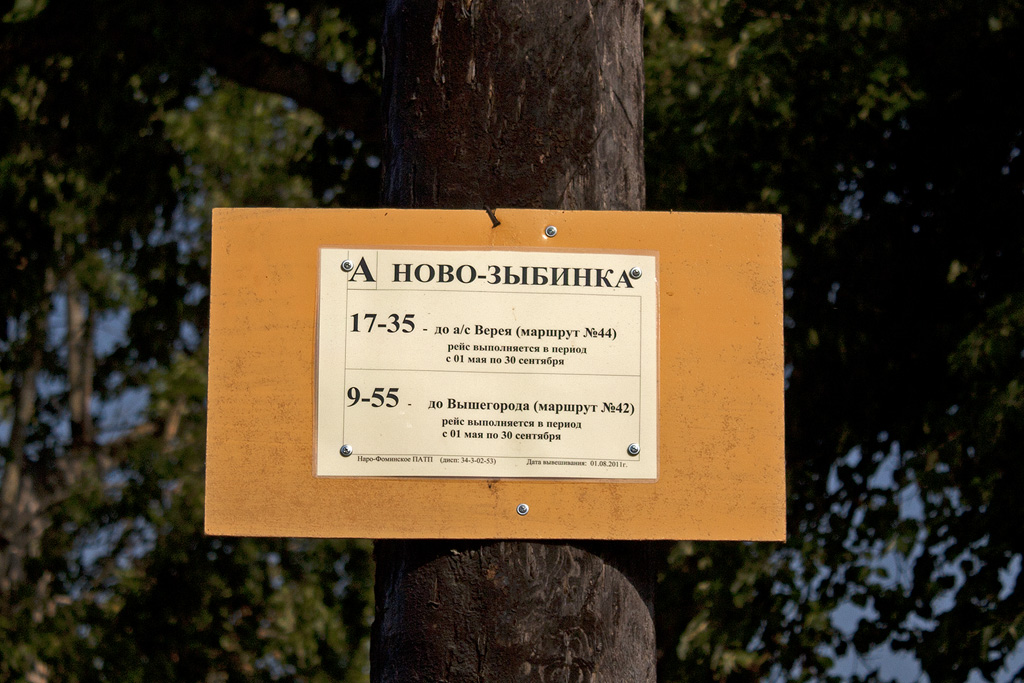 А НОВО-ЗЫБИНКА
17-35 - до а/с Верея (маршрут №44)
рейс выполняется в период
с 01 мая по 30 сентября
9-55 - до Вышегорода (маршрут №42)
рейс выполняется в период
с 01 мая по 30 сентября
Наро-Фоминское ПАТП (дисп: 34-3-02-53) Дата вывешивания: 01.08.2011г.